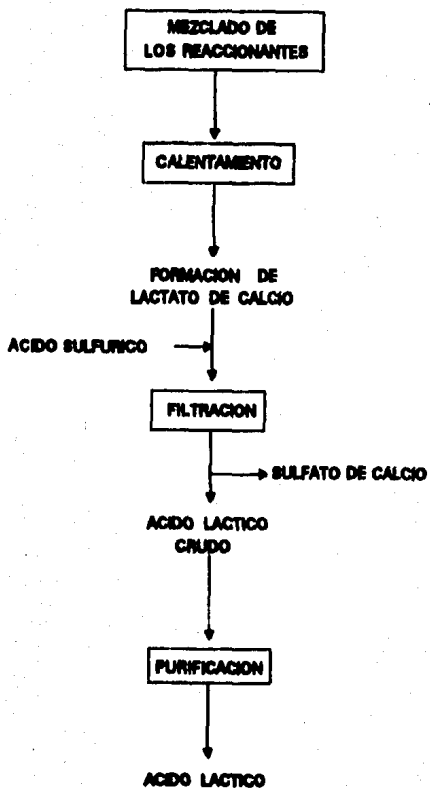 MEZCLADO DE
LOS REACCIONANTES
CALENTAMIENTO
FORMACION DE
LACTATO DE CALCIO
ACIDO SULFURICO
FILTRACION
SULFATO DE CALCIO
ACIDO LACTICO
CRUDO
PURIFICACION
ACIDO LACTICO